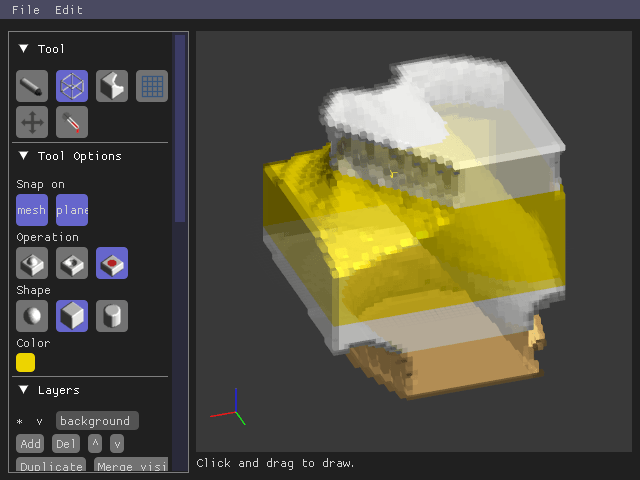 File Edit
▼ Tool
▼ Tool Options
Snap on
mesh plane
Operation
Shape
Color
▼ Layers
* v background
Add Del ^ v
Duplicate Merge visi
Click and drag to draw.